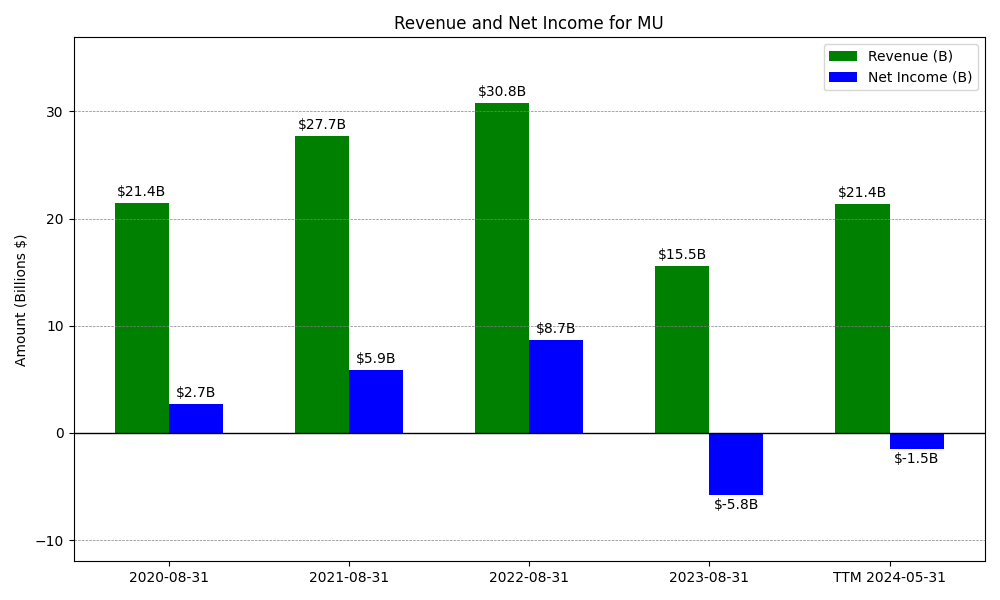 Revenue and Net Income for MU
Revenue (B)
Net Income (B)
Amount (Billions $)
30
20
10
0
−10
$21.4B
$2.7B
$27.7B
$5.9B
$30.8B
$8.7B
$15.5B
$-5.8B
$21.4B
$-1.5B
2020-08-31
2021-08-31
2022-08-31
2023-08-31
TTM 2024-05-31